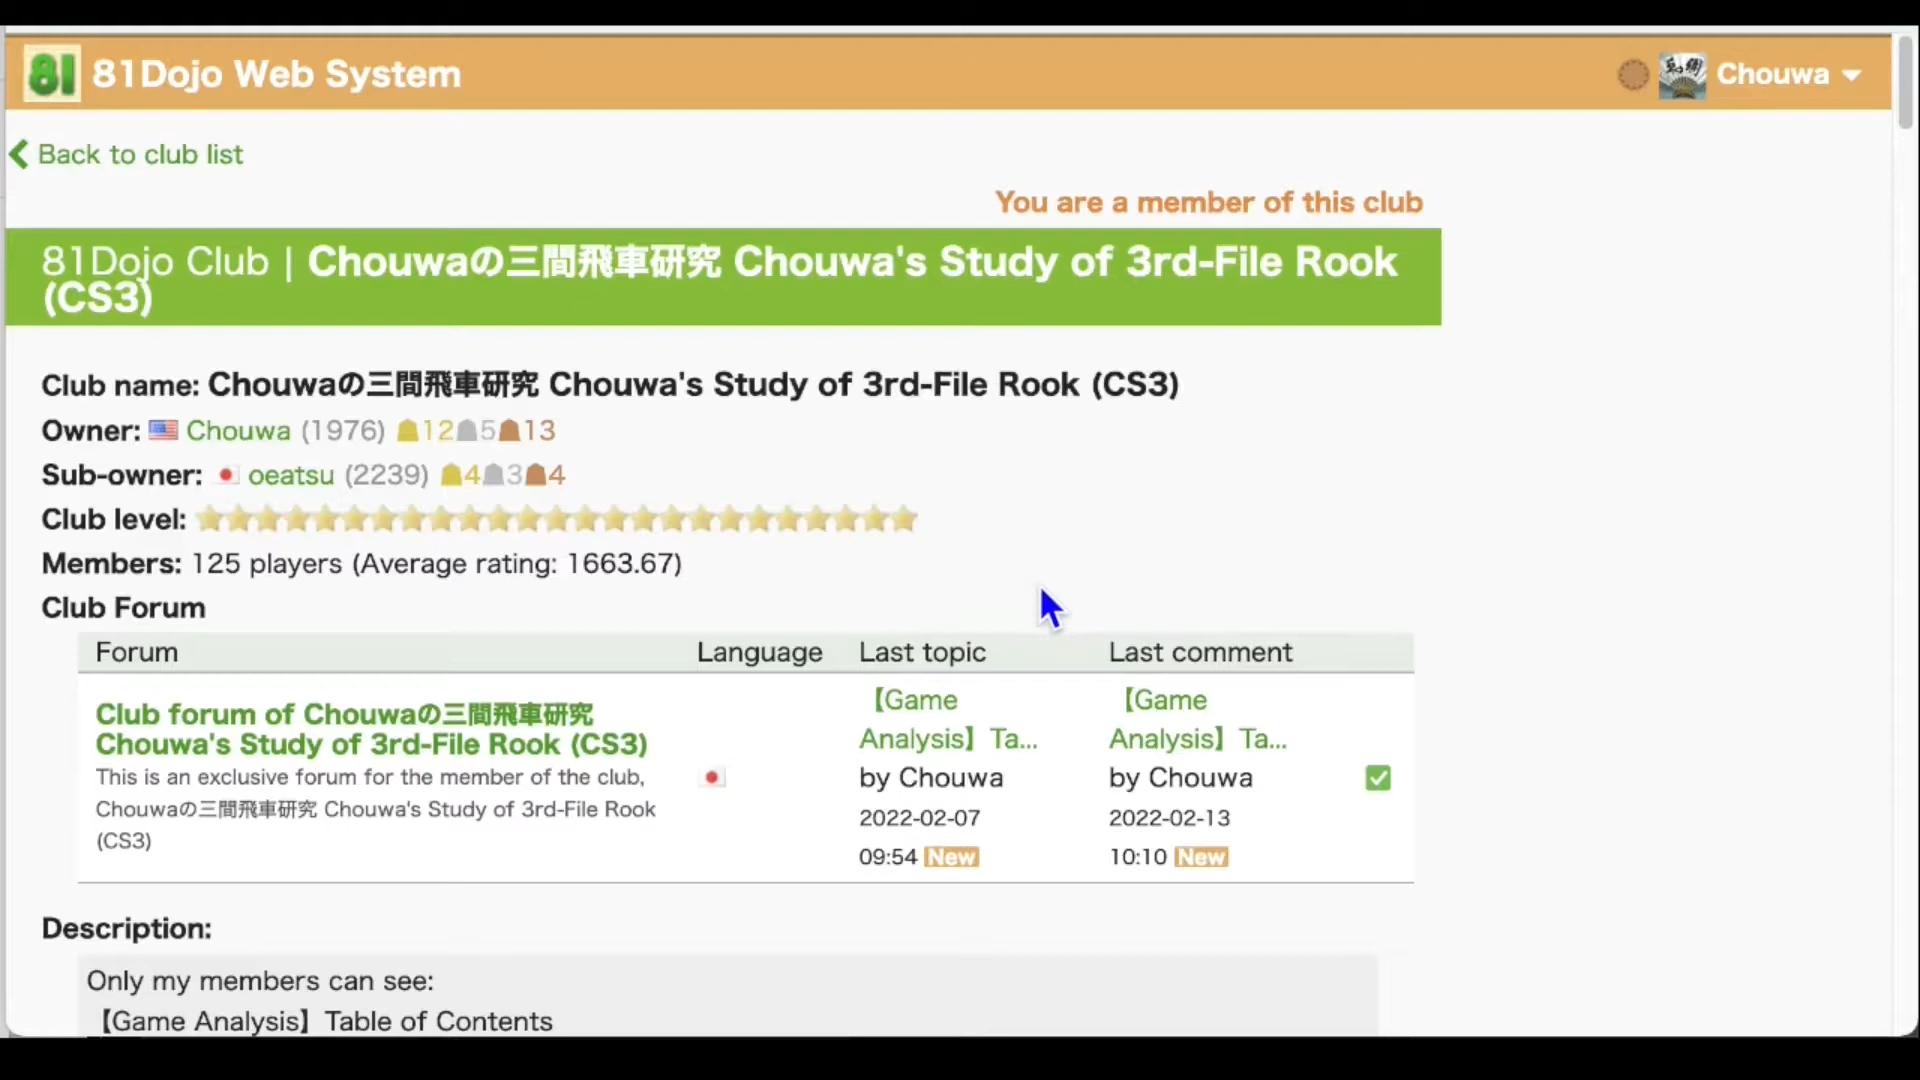 81 81Dojo Web System
Chouwa
Back to club list
You are a member of this club
81Dojo Club | Chouwaの三間飛車研究 Chouwa's Study of 3rd-File Rook
(CS3)
Club name: Chouwaの三間飛車研究 Chouwa's Study of 3rd-File Rook (CS3)
Owner: Chouwa (1976) 12 5 13
Sub-owner: oeatsu (2239) 4 3 4
Club level:
Members: 125 players (Average rating: 1663.67)
Club Forum
Forum Language Last topic Last comment
Club forum of Chouwaの三間飛車研究
Chouwa's Study of 3rd-File Rook (CS3)
This is an exclusive forum for the member of the club,
Chouwaの三間飛車研究 Chouwa's Study of 3rd-File Rook
(CS3)
【Game
Analysis】Ta...
by Chouwa
2022-02-07
09:54 New
【Game
Analysis】Ta...
by Chouwa
2022-02-13
10:10 New
Description:
Only my members can see:
【Game Analysis】Table of Contents